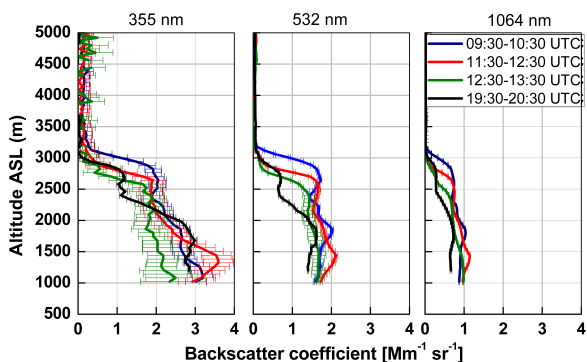 355 nm 532 nm 1064 nm
5000
4500
4000
3500
3000
2500
2000
1500
1000
500
Altitude ASL (m)
09:30-10:30 UTC
11:30-12:30 UTC
12:30-13:30 UTC
19:30-20:30 UTC
0 1 2 3 4 0 1 2 3 4 0 1 2 3 4
Backscatter coefficient [Mm⁻¹ sr⁻¹]